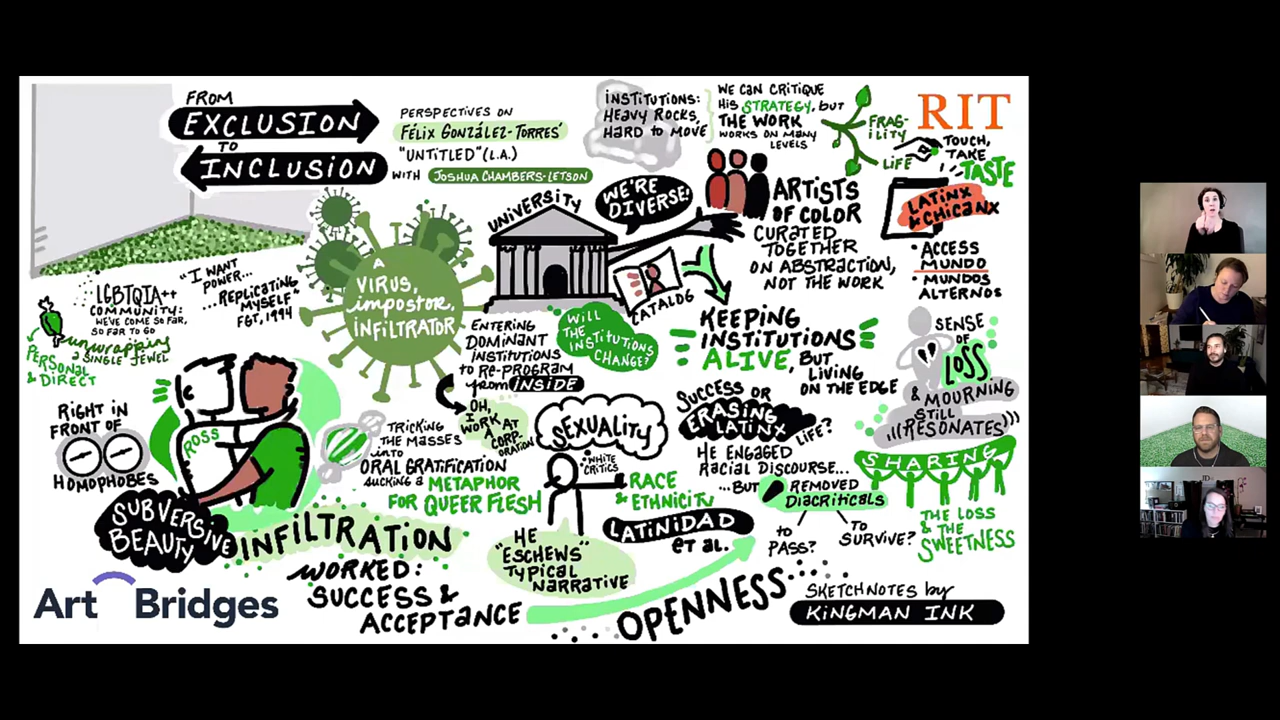 FROM
EXCLUSION
TO
INCLUSION
PERSPECTIVES ON
FÉLIX GONZÁLEZ-TORRES'
"UNTITLED" (L.A.)
WITH JOSHUA CHAMBERS-LETSON
INSTITUTIONS:
HEAVY ROCKS,
HARD to MOVE
WE CAN CRITIQUE
HIS STRATEGY, but
THE WORK
WORKS ON MANY
LEVELS
FRAG-
ILITY
LIFE
RIT
TOUCH,
TAKE
TASTE
LGBTQIA++
COMMUNITY:
WE'VE COME SO FAR,
SO FAR TO GO
"I WANT
POWER...
...REPLICATING
MYSELF"
FGT, 1994
unwrapping
a SINGLE JEWEL
PERSONAL
& DIRECT
A
VIRUS,
impostor,
INFILTRATOR
UNIVERSITY
WE'RE
DIVERSE!
CATALOG
ARTISTS
OF COLOR
CURATED
TOGETHER
ON ABSTRACTION,
NOT THE WORK
LATINX
& CHICANX
• ACCESS
MUNDO
• MUNDOS
ALTERNOS
ENTERING
DOMINANT
INSTITUTIONS
to RE-PROGRAM
from INSIDE
WILL
THE
INSTITUTIONS
CHANGE?
KEEPING
INSTITUTIONS
ALIVE, BUT
LIVING
ON THE EDGE
SENSE
OF
LOSS
& MOURNING
STILL
(((RESONATES)))
RIGHT IN
FRONT OF
HOMOPHOBES
ROSS
SUBVERSIVE
BEAUTY
OH,
I
WORK AT
A CORP-
ORATION
TRICKING
THE MASSES
into
ORAL GRATIFICATION
SUCKING a METAPHOR
FOR QUEER FLESH
SEXUALITY
• WHITE
CRITICS
RACE
& ETHNICITY
LATINIDAD
et al.
HE
"ESCHEWS"
TYPICAL
NARRATIVE
SUCCESS OR
ERASING
LATINX
LIFE?
HE ENGAGED
RACIAL DISCOURSE...
...BUT REMOVED
DIACRITICALS
to
PASS?
TO
SURVIVE?
SHARING
THE LOSS
& THE
SWEETNESS
INFILTRATION
WORKED:
SUCCESS &
ACCEPTANCE
OPENNESS
Art Bridges
SKETCHNOTES by
KINGMAN INK